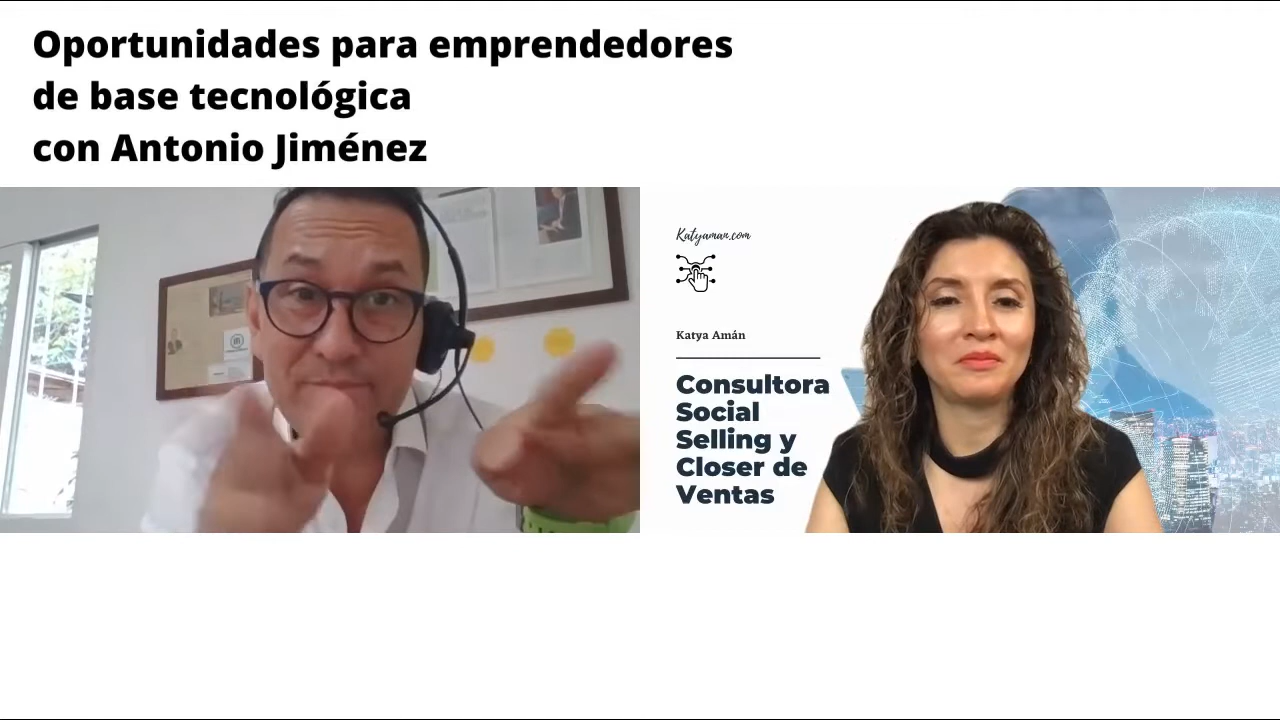 Oportunidades para emprendedores
de base tecnológica
con Antonio Jiménez
Katyaman.com
Katya Amán
Consultora
Social
Selling y
Closer de
Ventas